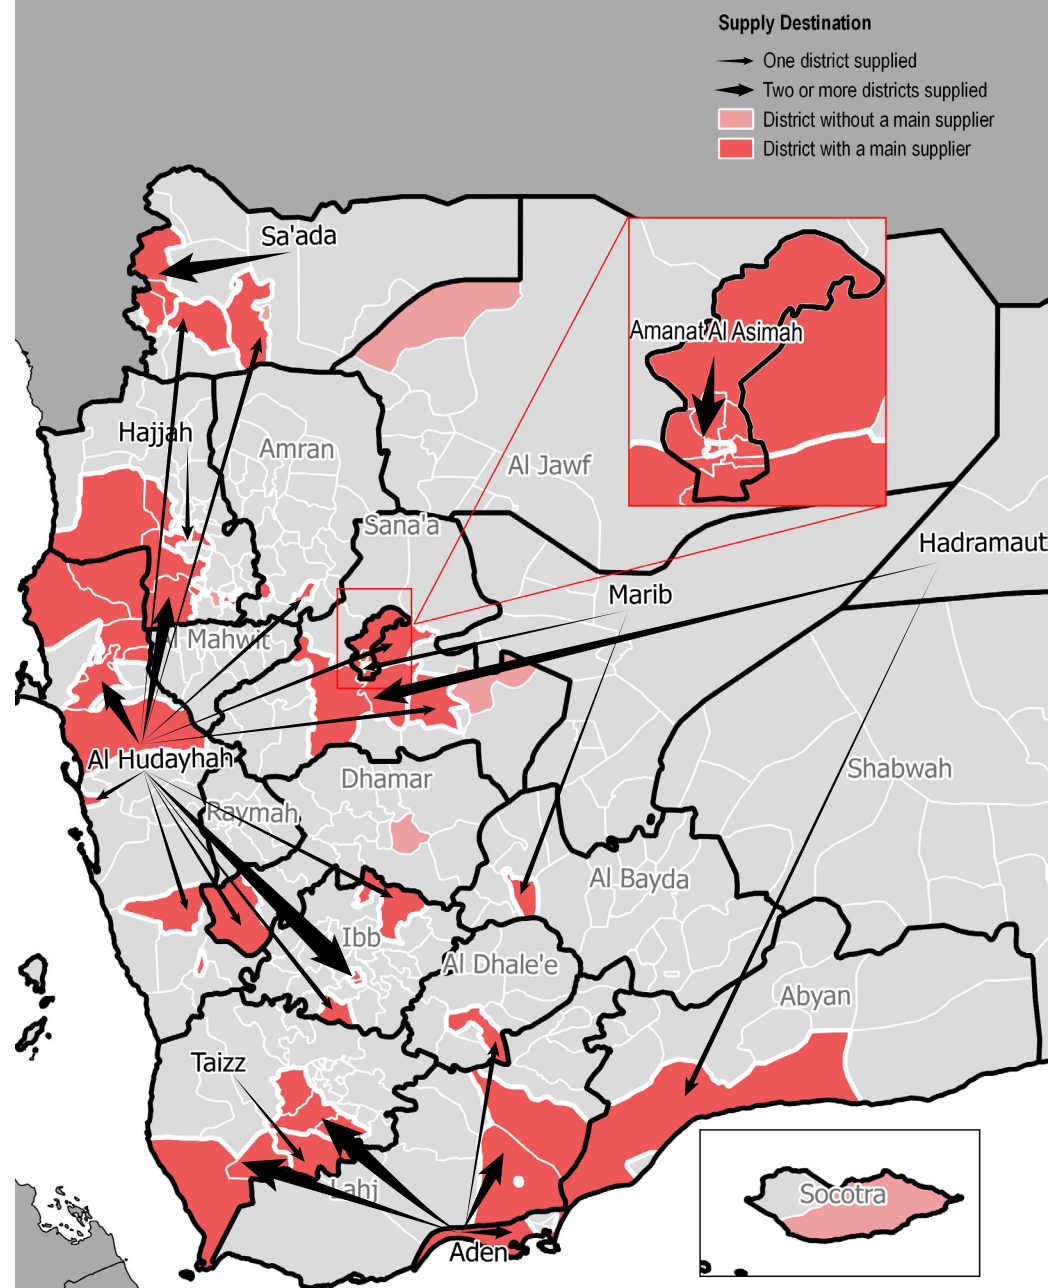 Supply Destination
One district supplied
Two or more districts supplied
District without a main supplier
District with a main supplier
Sa'ada
Amanat Al Asimah
Hajjah
Amran
Al Jawf
Sana'a
Hadramaut
Marib
Al Mahwit
Al Hudayhah
Dhamar
Shabwah
Raymah
Al Bayda
Ibb
Al Dhale'e
Abyan
Taizz
Lahj
Socotra
Aden